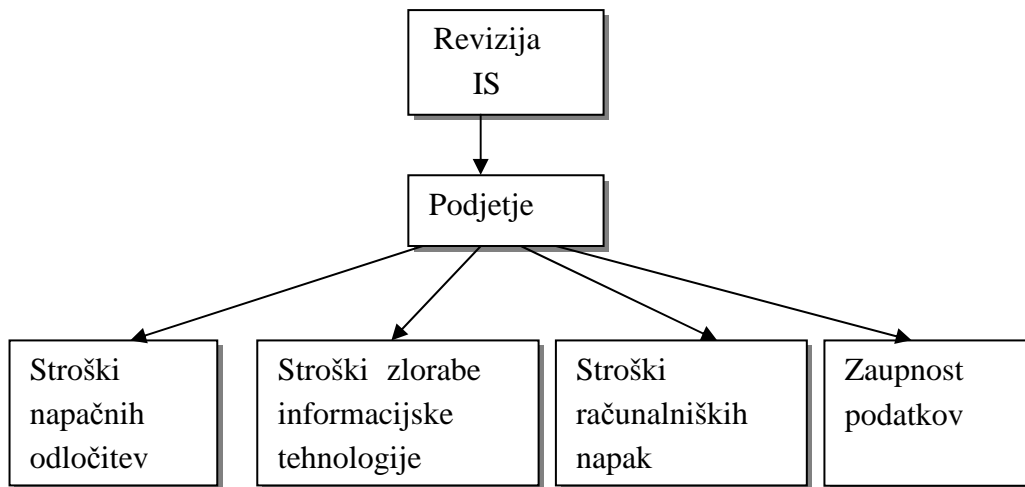 Revizija
IS
Podjetje
Stroški
napačnih
odločitev
Stroški zlorabe
informacijske
tehnologije
Stroški
računalniških
napak
Zaupnost
podatkov